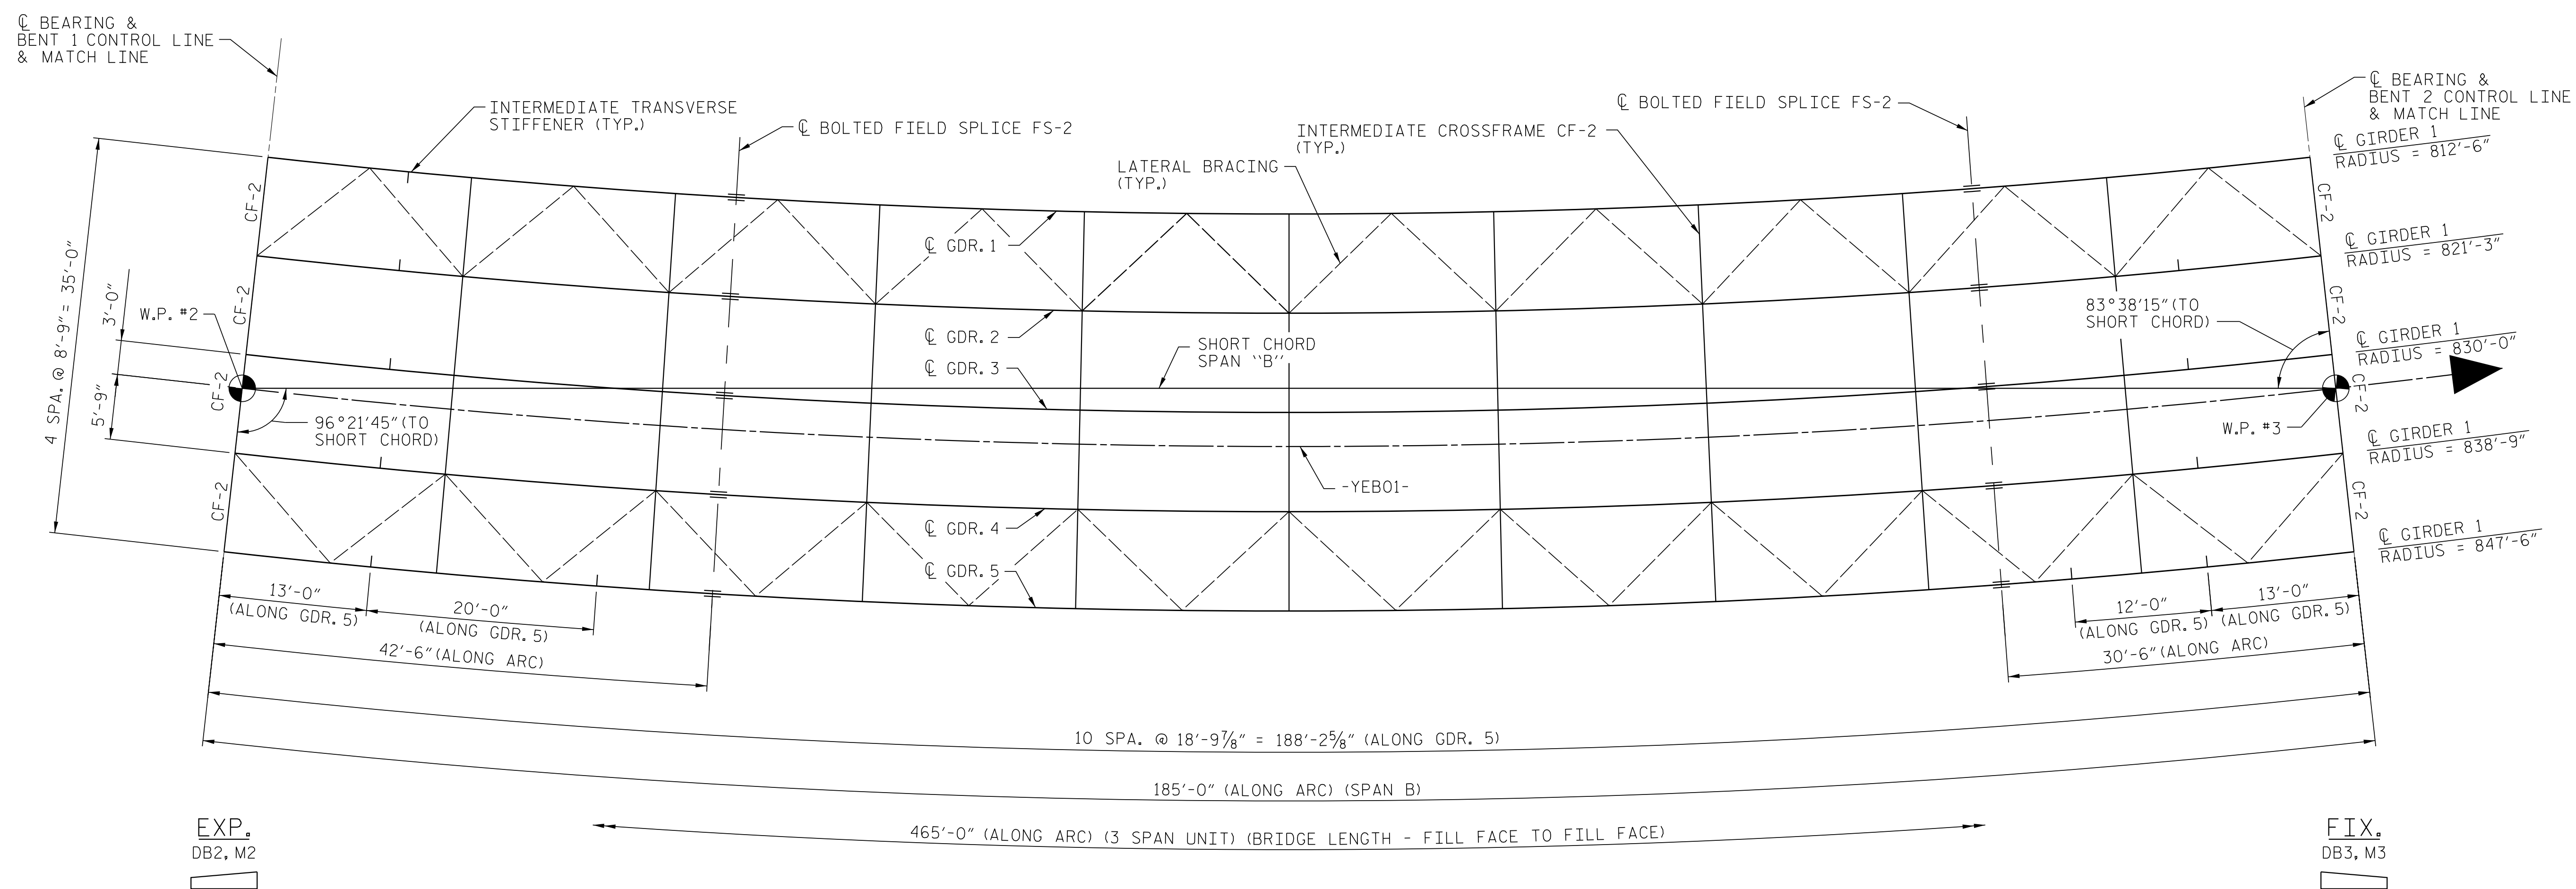 ℄ BEARING &
BENT 1 CONTROL LINE
& MATCH LINE
INTERMEDIATE TRANSVERSE
STIFFENER (TYP.)
℄ BOLTED FIELD SPLICE FS-2
LATERAL BRACING
(TYP.)
INTERMEDIATE CROSSFRAME CF-2
(TYP.)
℄ BOLTED FIELD SPLICE FS-2
℄ BEARING &
BENT 2 CONTROL LINE
& MATCH LINE
℄ GIRDER 1
RADIUS = 812'-6"
℄ GIRDER 1
RADIUS = 821'-3"
℄ GIRDER 1
RADIUS = 830'-0"
℄ GIRDER 1
RADIUS = 838'-9"
℄ GIRDER 1
RADIUS = 847'-6"
CF-2
CF-2
CF-2
CF-2
CF-2
CF-2
CF-2
CF-2
4 SPA. @ 8'-9" = 35'-0"
3'-0"
5'-9"
W.P. #2
96°21'45" (TO
SHORT CHORD)
℄ GDR. 1
℄ GDR. 2
℄ GDR. 3
SHORT CHORD
SPAN ''B''
83°38'15" (TO
SHORT CHORD)
W.P. #3
-YEB01-
℄ GDR. 4
℄ GDR. 5
13'-0"
(ALONG GDR. 5)
20'-0"
(ALONG GDR. 5)
42'-6" (ALONG ARC)
12'-0"
(ALONG GDR. 5)
13'-0"
(ALONG GDR. 5)
30'-6" (ALONG ARC)
10 SPA. @ 18'-9⅞" = 188'-2⅝" (ALONG GDR. 5)
185'-0" (ALONG ARC) (SPAN B)
465'-0" (ALONG ARC) (3 SPAN UNIT) (BRIDGE LENGTH - FILL FACE TO FILL FACE)
EXP.
DB2, M2
FIX.
DB3, M3